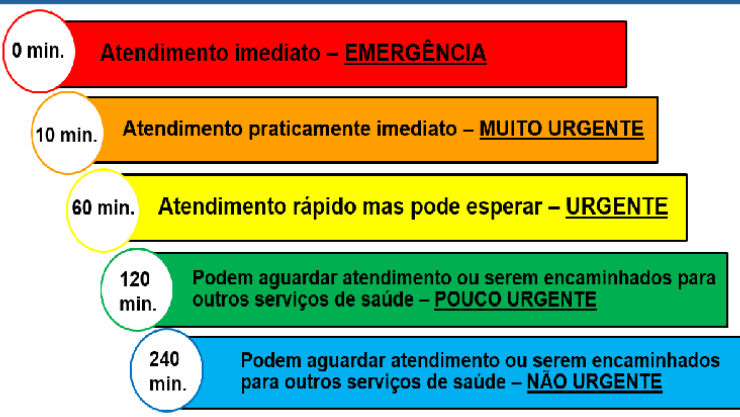 0 min.
Atendimento imediato – EMERGÊNCIA
10 min.
Atendimento praticamente imediato – MUITO URGENTE
60 min.
Atendimento rápido mas pode esperar – URGENTE
120
min.
Podem aguardar atendimento ou serem encaminhados para
outros serviços de saúde – POUCO URGENTE
240
min.
Podem aguardar atendimento ou serem encaminhados
para outros serviços de saúde – NÃO URGENTE